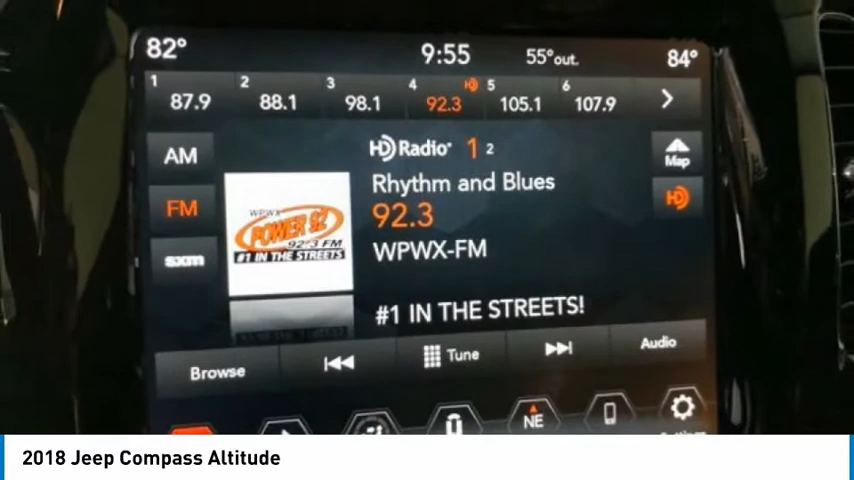 82° 9:55 55°out. 84°
1 87.9 2 88.1 3 98.1 4 92.3 5 105.1 6 107.9
AM HD Radio 1 2 Map
Rhythm and Blues
FM 92.3 HD
WPWX
POWER 92
92.3 FM
#1 IN THE STREETS
WPWX-FM
sxm
#1 IN THE STREETS!
Browse Tune Audio
NE
2018 Jeep Compass Altitude